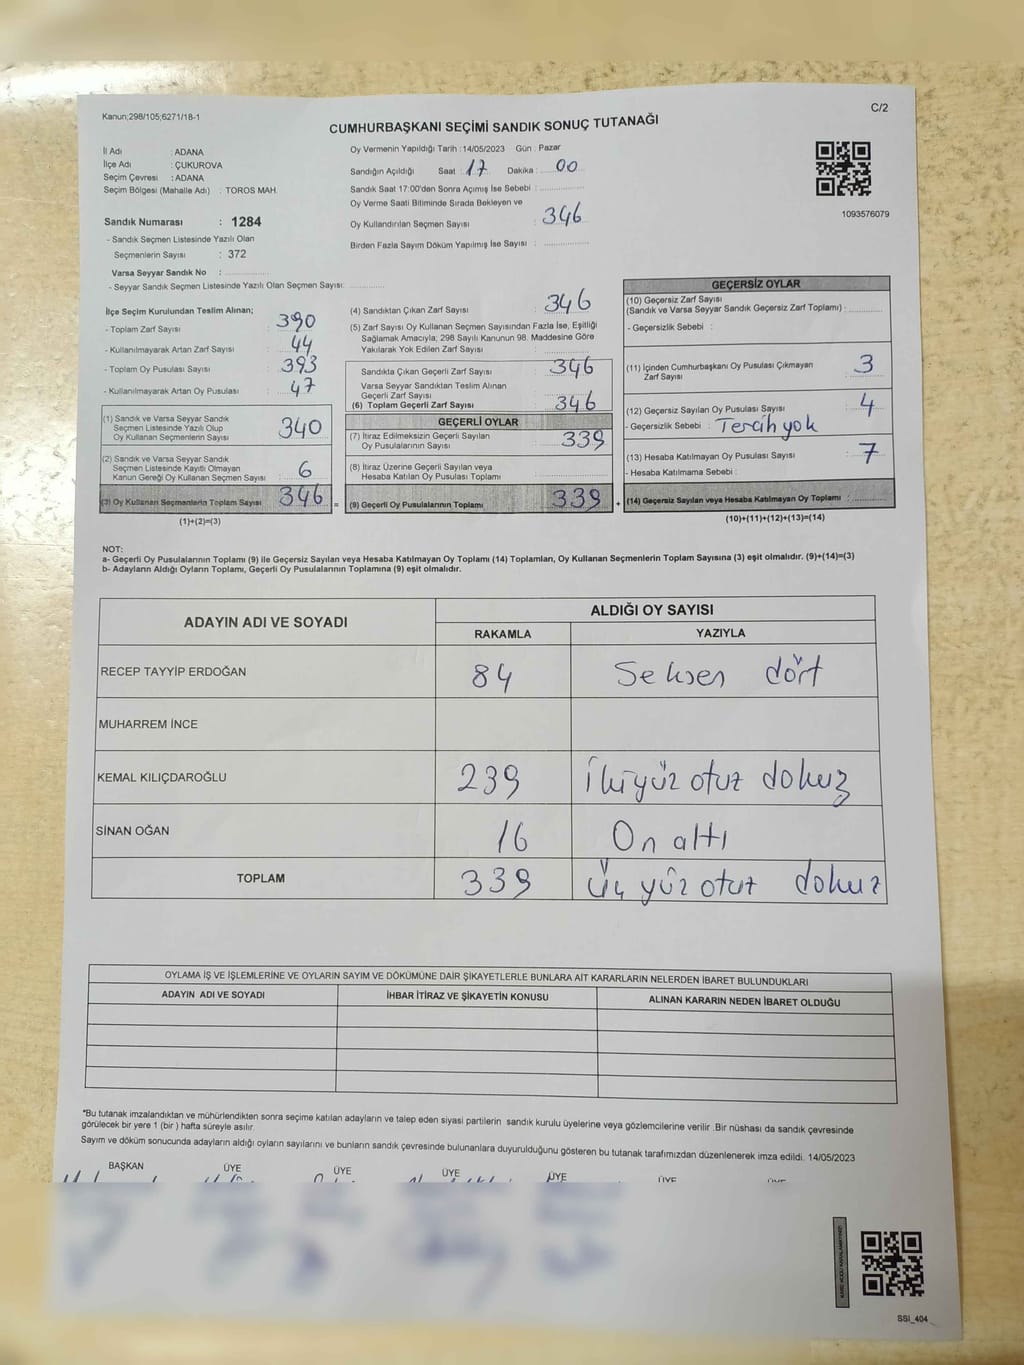 Kanun;298/105;6271/18-1
C/2
CUMHURBAŞKANI SEÇİMİ SANDIK SONUÇ TUTANAĞI
İl Adı : ADANA
İlçe Adı : ÇUKUROVA
Seçim Çevresi : ADANA
Seçim Bölgesi (Mahalle Adı) : TOROS MAH.
Sandık Numarası : 1284
- Sandık Seçmen Listesinde Yazılı Olan
Seçmenlerin Sayısı : 372
Varsa Seyyar Sandık No :
- Seyyar Sandık Seçmen Listesinde Yazılı Olan Seçmen Sayısı:
Oy Vermenin Yapıldığı Tarih :14/05/2023 Gün : Pazar
Sandığın Açıldığı Saat : 17 Dakika : 00
Sandık Saat 17:00'den Sonra Açımış İse Sebebi :
Oy Verme Saati Bitiminde Sırada Bekleyen ve
Oy Kullandırılan Seçmen Sayısı : 346
Birden Fazla Sayım Döküm Yapılmış İse Sayısı :
1093576079
İlçe Seçim Kurulundan Teslim Alınan;
- Toplam Zarf Sayısı : 390
- Kullanılmayarak Artan Zarf Sayısı : 44
- Toplam Oy Pusulası Sayısı : 393
- Kullanılmayarak Artan Oy Pusulası : 47
(1) Sandık ve Varsa Seyyar Sandık
Seçmen Listesinde Yazılı Olup
Oy Kullanan Seçmenlerin Sayısı : 340
(2) Sandık ve Varsa Seyyar Sandık
Seçmen Listesinde Kayıtlı Olmayan
Kanun Gereği Oy Kullanan Seçmen Sayısı : 6
(3) Oy Kullanan Seçmenlerin Toplam Sayısı : 346
(1)+(2)=(3)
(4) Sandıktan Çıkan Zarf Sayısı : 346
(5) Zarf Sayısı Oy Kullanan Seçmen Sayısından Fazla İse, Eşitliği
Sağlamak Amacıyla; 298 Sayılı Kanunun 98. Maddesine Göre
Yakılarak Yok Edilen Zarf Sayısı :
Sandıkta Çıkan Geçerli Zarf Sayısı : 346
Varsa Seyyar Sandıktan Teslim Alınan
Geçerli Zarf Sayısı :
(6) Toplam Geçerli Zarf Sayısı : 346
GEÇERLİ OYLAR
(7) İtiraz Edilmeksizin Geçerli Sayılan
Oy Pusulalarının Sayısı : 339
(8) İtiraz Üzerine Geçerli Sayılan veya
Hesaba Katılan Oy Pusulası Toplamı :
(9) Geçerli Oy Pusulalarının Toplamı : 339
GEÇERSİZ OYLAR
(10) Geçersiz Zarf Sayısı
(Sandık ve Varsa Seyyar Sandık Geçersiz Zarf Toplamı) :
- Geçersizlik Sebebi :
(11) İçinden Cumhurbaşkanı Oy Pusulası Çıkmayan
Zarf Sayısı : 3
(12) Geçersiz Sayılan Oy Pusulası Sayısı : 4
- Geçersizlik Sebebi : Tercih yok
(13) Hesaba Katılmayan Oy Pusulası Sayısı : 7
- Hesaba Katılmama Sebebi :
(14) Geçersiz Sayılan veya Hesaba Katılmayan Oy Toplamı :
(10)+(11)+(12)+(13)=(14)
NOT:
a- Geçerli Oy Pusulalarının Toplamı (9) ile Geçersiz Sayılan veya Hesaba Katılmayan Oy Toplamı (14) Toplamları, Oy Kullanan Seçmenlerin Toplam Sayısına (3) eşit olmalıdır. (9)+(14)=(3)
b- Adayların Aldığı Oyların Toplamı, Geçerli Oy Pusulalarının Toplamına (9) eşit olmalıdır.
ADAYIN ADI VE SOYADI
ALDIĞI OY SAYISI
RAKAMLA YAZIYLA
RECEP TAYYİP ERDOĞAN 84 Seksen dört
MUHARREM İNCE
KEMAL KILIÇDAROĞLU 239 İkiyüz otuz dokuz
SİNAN OĞAN 16 On altı
TOPLAM 339 Üç yüz otuz dokuz
OYLAMA İŞ VE İŞLEMLERİNE VE OYLARIN SAYIM VE DÖKÜMÜNE DAİR ŞİKAYETLERLE BUNLARA AİT KARARLARIN NELERDEN İBARET BULUNDUKLARI
ADAYIN ADI VE SOYADI İHBAR İTİRAZ VE ŞİKAYETİN KONUSU ALINAN KARARIN NEDEN İBARET OLDUĞU
*Bu tutanak imzalandıktan ve mühürlendikten sonra seçime katılan adayların ve talep eden siyasi partilerin sandık kurulu üyelerine veya gözlemcilerine verilir .Bir nüshası da sandık çevresinde
görülecek bir yere 1 (bir ) hafta süreyle asılır.
Sayım ve döküm sonucunda adayların aldığı oyların sayılarını ve bunların sandık çevresinde bulunanlara duyurulduğunu gösteren bu tutanak tarafımızdan düzenlenerek imza edildi. 14/05/2023
BAŞKAN ÜYE ÜYE ÜYE ÜYE ÜYE
SSI_404